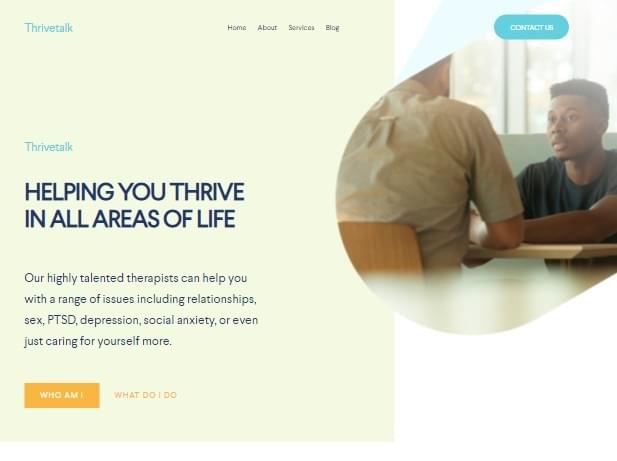 Thrivetalk
Home About Services Blog
CONTACT US
Thrivetalk
HELPING YOU THRIVE
IN ALL AREAS OF LIFE
Our highly talented therapists can help you
with a range of issues including relationships,
sex, PTSD, depression, social anxiety, or even
just caring for yourself more.
WHO AM I
WHAT DO I DO